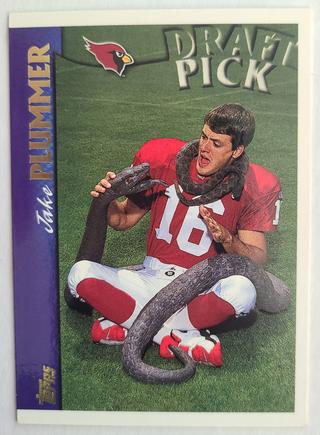 DRAFT
PICK
Jake PLUMMER
16
Topps